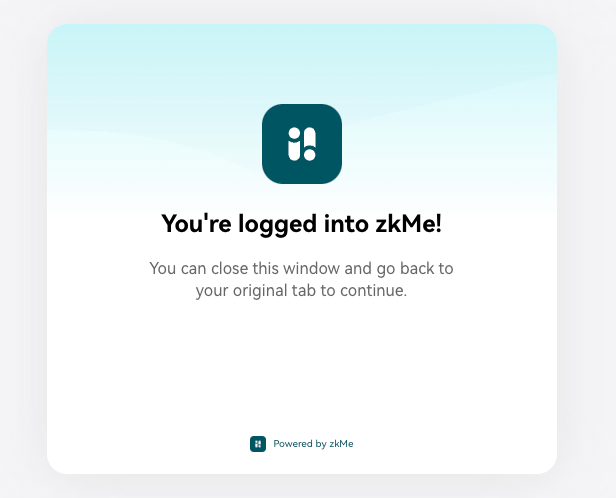 You're logged into zkMe!
You can close this window and go back to
your original tab to continue.
Powered by zkMe